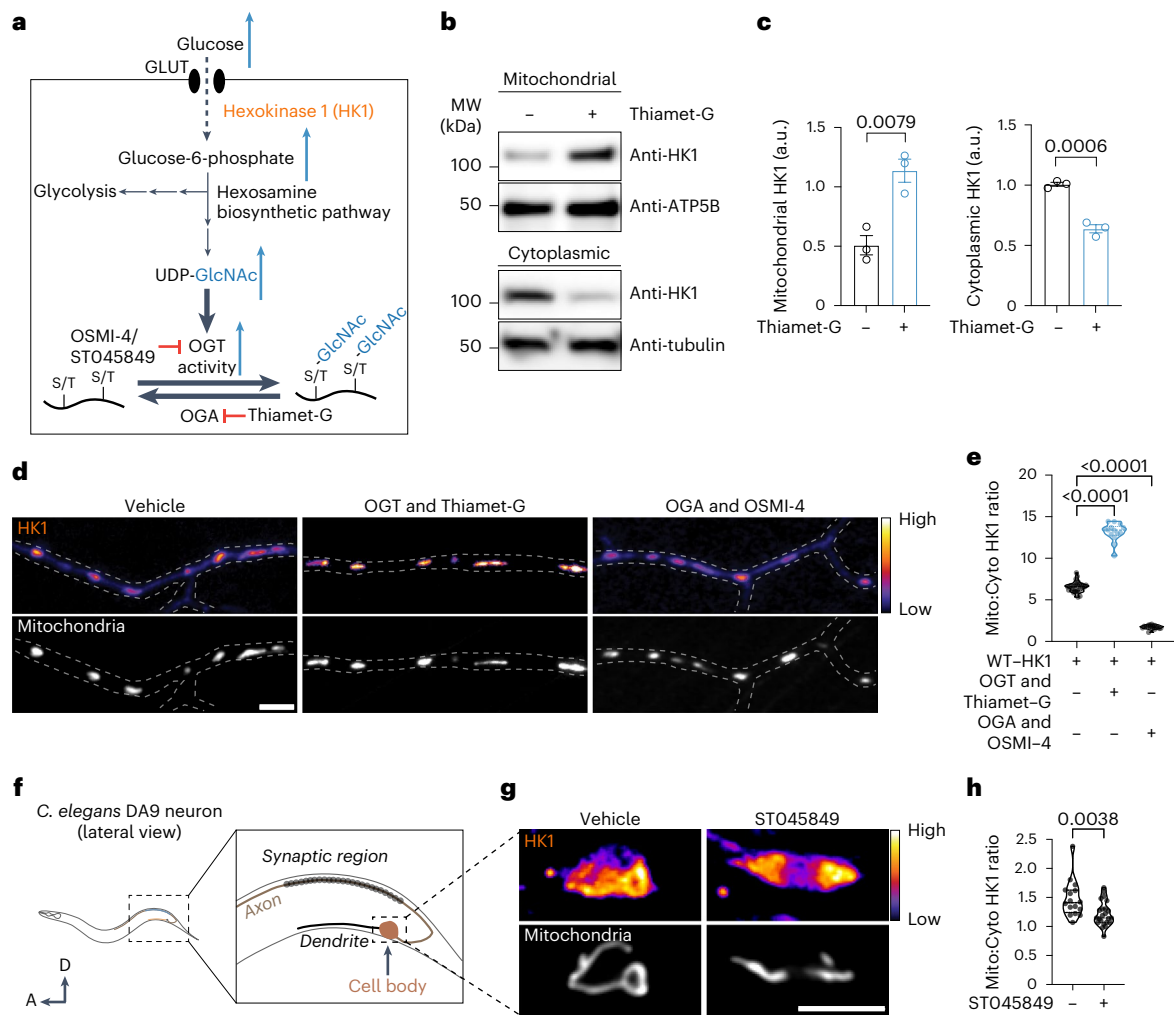 a
Glucose
GLUT
Hexokinase 1 (HK1)
Glucose-6-phosphate
Glycolysis
Hexosamine
biosynthetic pathway
UDP-GlcNAc
OSMI-4/
ST045849
OGT
activity
GlcNAc
GlcNAc
S/T
S/T
S/T
S/T
OGA
Thiamet-G
b
Mitochondrial
MW
(kDa)
–
+
Thiamet-G
100
Anti-HK1
50
Anti-ATP5B
Cytoplasmic
100
Anti-HK1
50
Anti-tubulin
c
Mitochondrial HK1 (a.u.)
1.5
1.0
0.5
0
0.0079
Thiamet-G
–
+
Cytoplasmic HK1 (a.u.)
1.5
1.0
0.5
0
0.0006
Thiamet-G
–
+
d
Vehicle
OGT and Thiamet-G
OGA and OSMI-4
HK1
High
Low
Mitochondria
e
Mito:Cyto HK1 ratio
20
15
10
5
0
<0.0001
<0.0001
WT–HK1
+
+
+
OGT and
Thiamet–G
–
+
–
OGA and
OSMI–4
–
–
+
f
C. elegans DA9 neuron
(lateral view)
Synaptic region
Axon
Dendrite
Cell body
D
A
g
Vehicle
ST045849
HK1
High
Low
Mitochondria
h
Mito:Cyto HK1 ratio
2.5
2.0
1.5
1.0
0.5
0
0.0038
ST045849
–
+